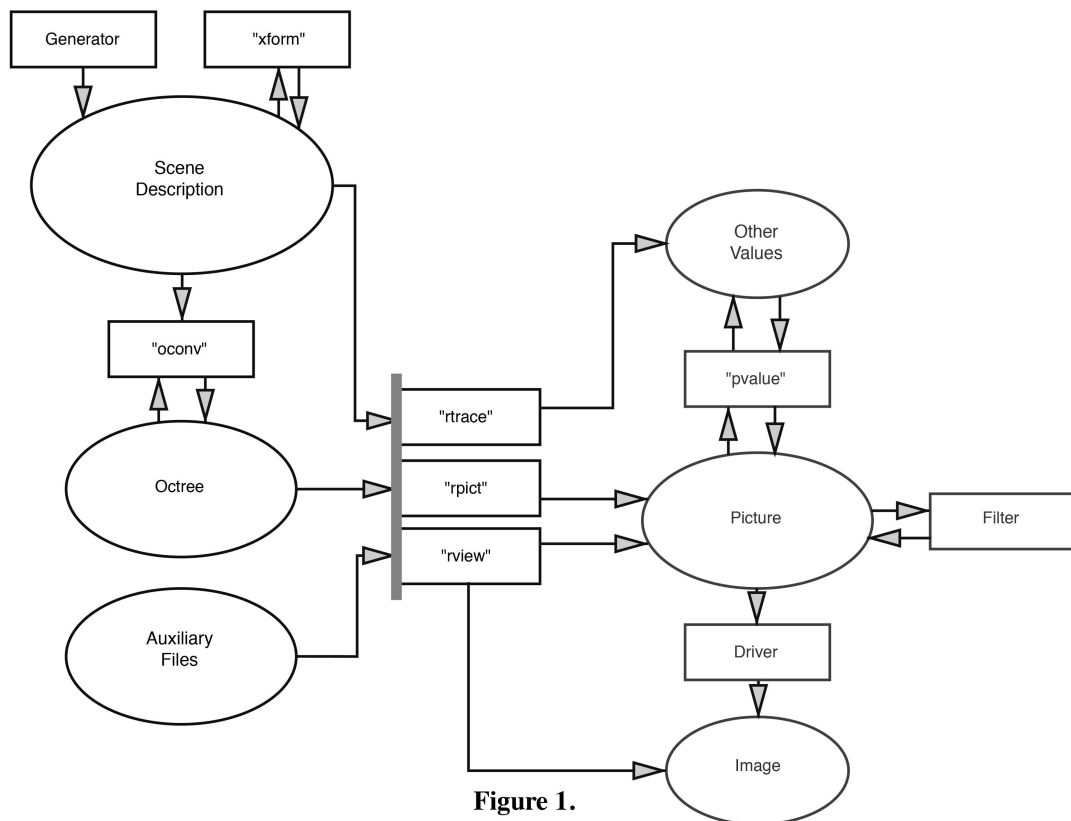 Generator
"xform"
Scene
Description
Other
Values
"oconv"
"pvalue"
"rtrace"
Octree
"rpict"
Picture
Filter
"rview"
Auxiliary
Files
Driver
Image
Figure 1.